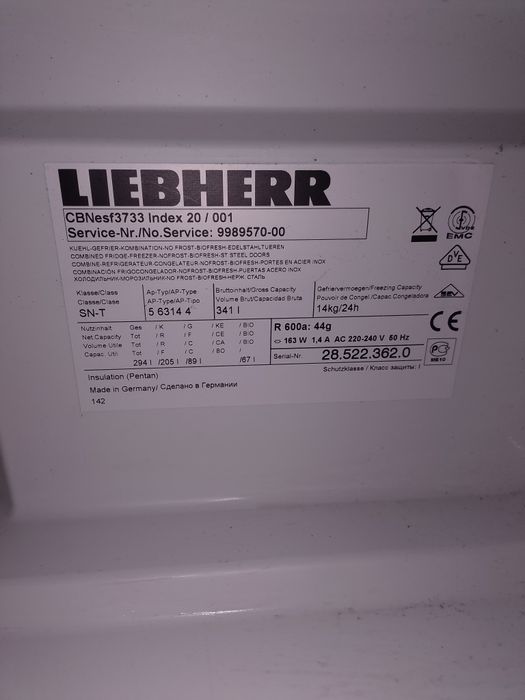 LIEBHERR
CBNesf3733 Index 20 / 001
Service-Nr./No.Service: 9989570-00
KUEHL-GEFRIER-KOMBINATION-NO FROST-BIOFRESH-EDELSTAHLTUEREN
COMBINED FRIDGE-FREEZER-NOFROST-BIOFRESH-ST STEEL DOORS
COMBINE-REFRIGERATEUR-CONGELATEUR-NOFROST-BIOFRESH-PORTES EN ACIER INOX
COMBINACIÓN FRIGOCONGELADOR-NOFROST-BIOFRESH-PUERTAS ACERO INOX
ХОЛОДИЛЬНИК-МОРОЗИЛНИК-NO FROST-BIOFRESH-НЕРЖ СТАЛЬ
EMC
DVE
SEV
Klasse/Class Ap-Typ/AP-Type Bruttoinhalt/Gross Capacity Gefriervermoegen/Freezing Capacity
Classe/Clase AP-Type/AP-Tipo Volume Brut/Capacidad Bruta Pouvoir de Congel./Capac.Congeladora
SN-T 5 6314 4 341 l 14kg/24h
CE
Nutzinhalt Ges / K / G / KE / BIO
Net.Capacity Tot / R / F / CE / BIO
Volume Utile Tot / R / C / CA / BIO
Capac. Util Tot / F / C / BO
294 l /205 l /89 l /67 l
R 600a: 44g
163 W 1,4 A AC 220-240 V 50 Hz
Serial-Nr. 28.522.362.0
ME10
Insulation (Pentan)
Schutzklasse / Класс защиты: I
Made in Germany/ Сделано в Германии
142